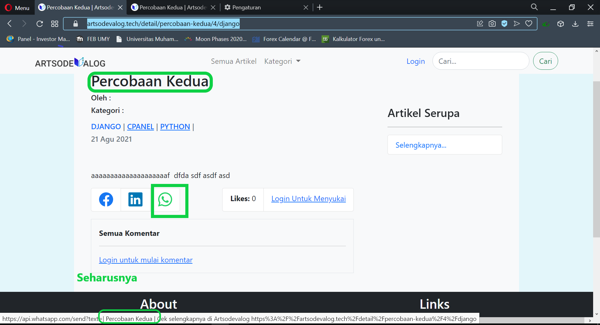 Menu
Percobaan Kedua | Artsodev
Percobaan Kedua | Artsodev
Pengaturan
artsodevalog.tech/detail/percobaan-kedua/4/django
Panel - Investor Ma...
FEB UMY
Universitas Muham...
Moon Phases 2020...
Forex Calendar @ F...
Kalkulator Forex un...
ARTSODEVALOG
Semua Artikel
Kategori
Login
Cari...
Cari
Percobaan Kedua
Oleh :
Kategori :
DJANGO | CPANEL | PYTHON |
21 Agu 2021
Artikel Serupa
Selengkapnya...
aaaaaaaaaaaaaaaaaaaaf dfda sdf asdf asd
Likes: 0
Login Untuk Menyukai
Semua Komentar
Login untuk mulai komentar
Seharusnya
About
Links
https://api.whatsapp.com/send?text=| Percobaan Kedua | Cek selengkapnya di Artsodevalog https%3A%2F%2Fartsodevalog.tech%2Fdetail%2Fpercobaan-kedua%2F4%2Fdjango